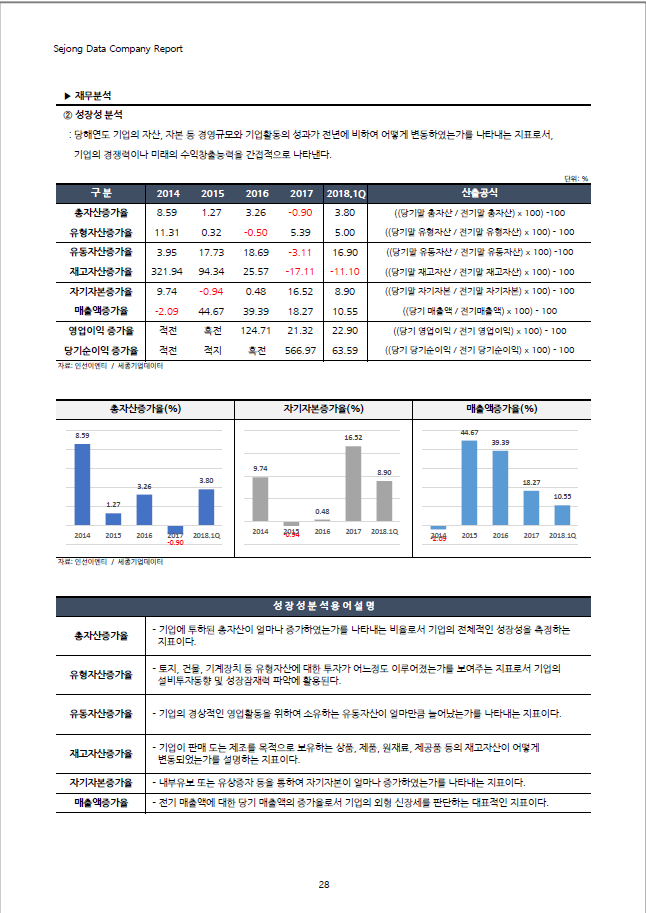 Sejong Data Company Report
▶ 재무분석
② 성장성 분석
: 당해연도 기업의 자산, 자본 등 경영규모와 기업활동의 성과가 전년에 비하여 어떻게 변동하였는가를 나타내는 지표로서,
기업의 경쟁력이나 미래의 수익창출능력을 간접적으로 나타낸다.
단위: %
구 분 2014 2015 2016 2017 2018,1Q 산출공식
총자산증가율 8.59 1.27 3.26 -0.90 3.80 ((당기말 총자산 / 전기말 총자산) x 100) -100
유형자산증가율 11.31 0.32 -0.50 5.39 5.00 ((당기말 유형자산 / 전기말 유형자산) x 100) - 100
유동자산증가율 3.95 17.73 18.69 -3.11 16.90 ((당기말 유동자산 / 전기말 유동자산) x 100) -100
재고자산증가율 321.94 94.34 25.57 -17.11 -11.10 ((당기말 재고자산 / 전기말 재고자산) x 100) - 100
자기자본증가율 9.74 -0.94 0.48 16.52 8.90 ((당기말 자기자본 / 전기말 자기자본) x 100) - 100
매출액증가율 -2.09 44.67 39.39 18.27 10.55 ((당기 매출액 / 전기매출액) x 100) - 100
영업이익 증가율 적전 흑전 124.71 21.32 22.90 ((당기 영업이익 / 전기 영업이익) x 100) - 100
당기순이익 증가율 적전 적지 흑전 566.97 63.59 ((당기 당기순이익 / 전기 당기순이익) x 100) - 100
자료: 인선이엔티 / 세종기업데이터
총자산증가율(%)
8.59
1.27
3.26
-0.90
3.80
2014 2015 2016 2017 2018.1Q
자기자본증가율(%)
9.74
-0.94
0.48
16.52
8.90
2014 2015 2016 2017 2018.1Q
매출액증가율(%)
-2.09
44.67
39.39
18.27
10.55
2014 2015 2016 2017 2018.1Q
자료: 인선이엔티 / 세종기업데이터
성 장 성 분 석 용 어 설 명
총자산증가율
- 기업에 투하된 총자산이 얼마나 증가하였는가를 나타내는 비율로서 기업의 전체적인 성장성을 측정하는
지표이다.
유형자산증가율
- 토지, 건물, 기계장치 등 유형자산에 대한 투자가 어느정도 이루어졌는가를 보여주는 지표로서 기업의
설비투자동향 및 성장잠재력 파악에 활용된다.
유동자산증가율
- 기업의 경상적인 영업활동을 위하여 소유하는 유동자산이 얼마만큼 늘어났는가를 나타내는 지표이다.
재고자산증가율
- 기업이 판매 또는 제조를 목적으로 보유하는 상품, 제품, 원재료, 제공품 등의 재고자산이 어떻게
변동되었는가를 설명하는 지표이다.
자기자본증가율
- 내부유보 또는 유상증자 등을 통하여 자기자본이 얼마나 증가하였는가를 나타내는 지표이다.
매출액증가율
- 전기 매출액에 대한 당기 매출액의 증가율로서 기업의 외형 신장세를 판단하는 대표적인 지표이다.
28